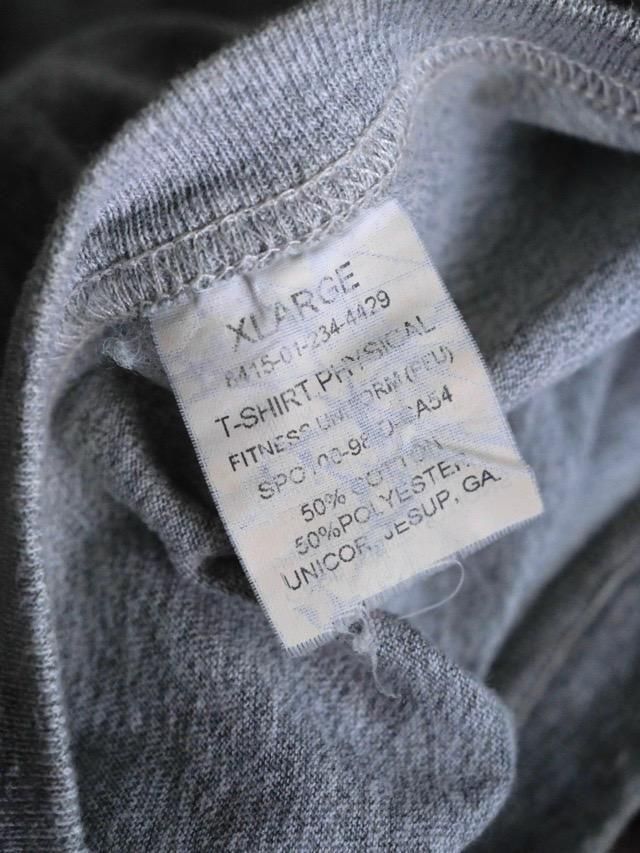 XLARGE
8415-01-234-4429
T-SHIRT, PHYSICAL
FITNESS UNIFORM (PFU)
50% COTTON
50%POLYESTER
UNICOR, JESUP, GA.